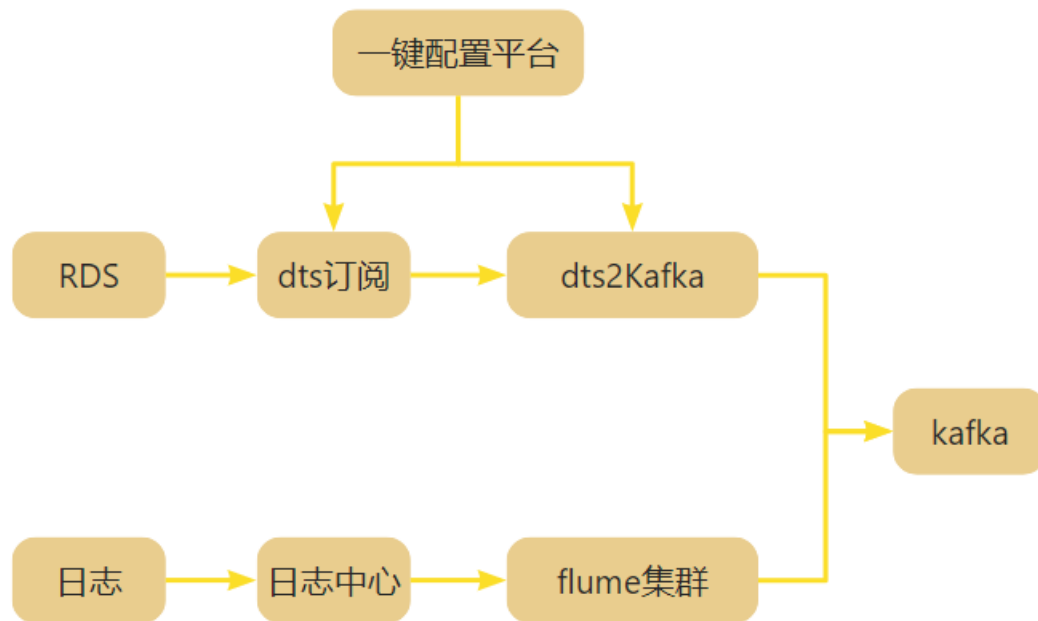 一键配置平台
RDS
dts订阅
dts2Kafka
kafka
日志
日志中心
flume集群